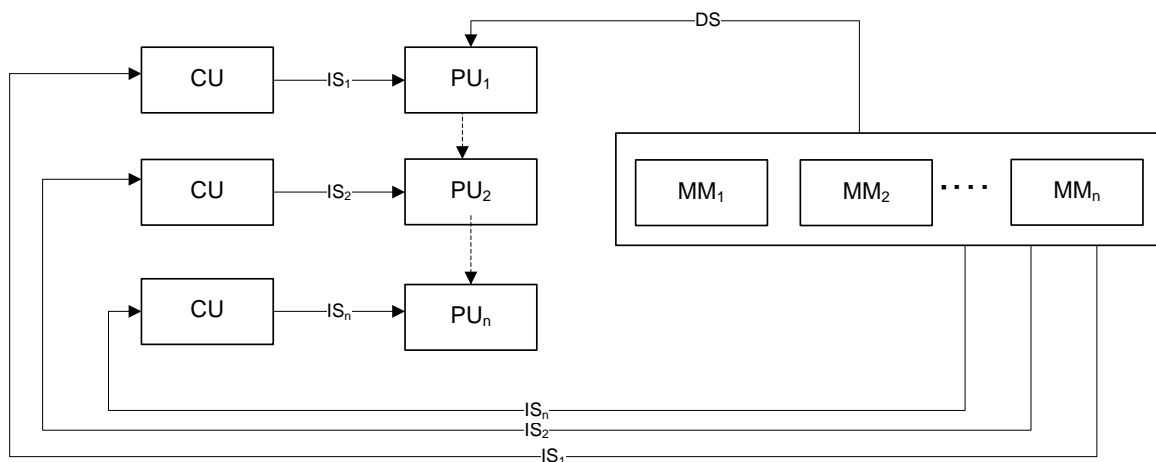 DS
CU
IS₁
PU₁
CU
IS₂
PU₂
MM₁
MM₂
....
MMₙ
CU
ISₙ
PUₙ
ISₙ
IS₂
IS₁